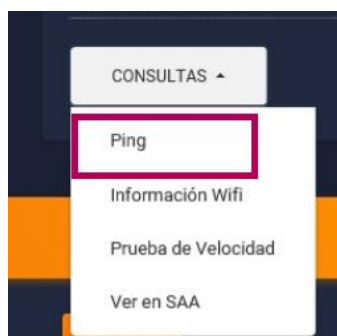 CONSULTAS
Ping
Información Wifi
Prueba de Velocidad
Ver en SAA